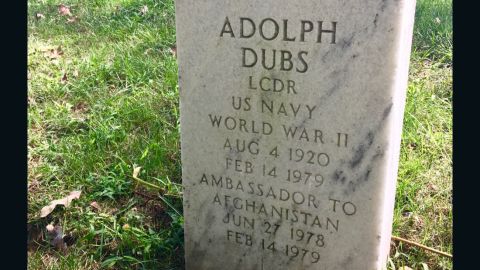 ADOLPH
DUBS
LCDR
US NAVY
WORLD WAR II
AUG 4 1920
FEB 14 1979
AMBASSADOR TO
AFGHANISTAN
JUN 27 1978
FEB 14 1979